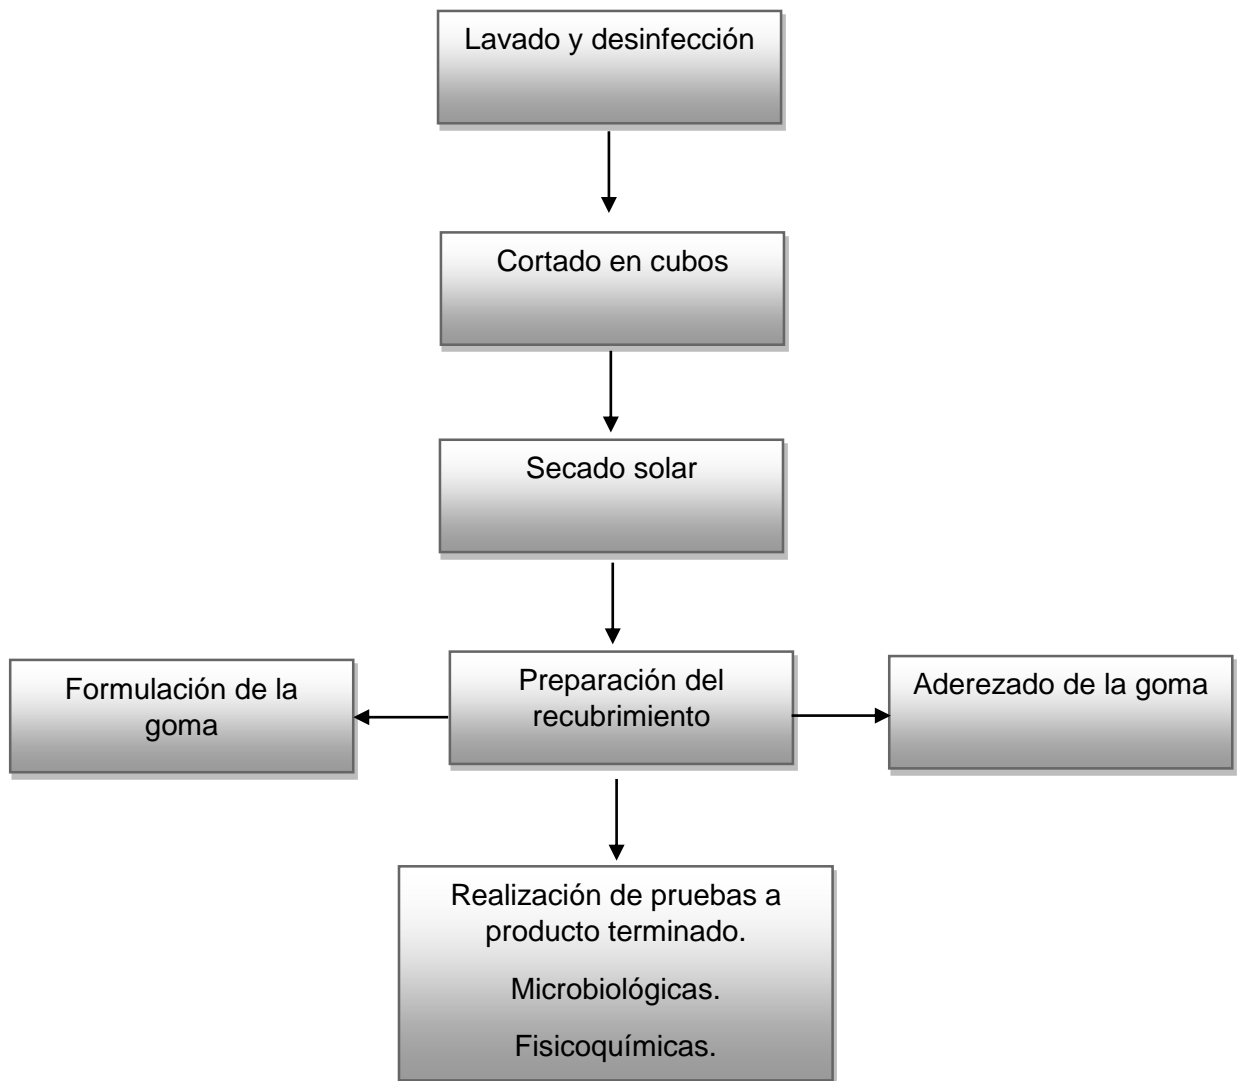 Lavado y desinfección
Cortado en cubos
Secado solar
Formulación de la
goma
Preparación del
recubrimiento
Aderezado de la goma
Realización de pruebas a
producto terminado.
Microbiológicas.
Fisicoquímicas.